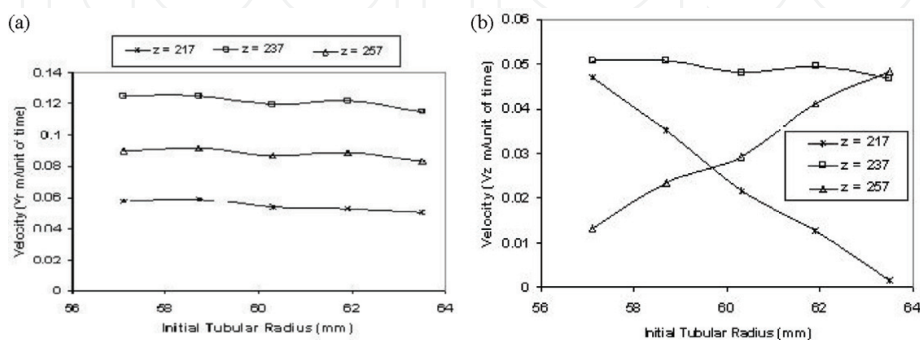 (a)
z = 217 z = 237 z = 257
Velocity (Vr m/unit of time)
0.14
0.12
0.1
0.08
0.06
0.04
0.02
0
56 58 60 62 64
Initial Tubular Radius (mm)
(b)
Velocity (Vz m/unit of time)
0.06
0.05
0.04
0.03
0.02
0.01
0
z = 217
z = 237
z = 257
56 58 60 62 64
Initial Tubular Radius (mm)